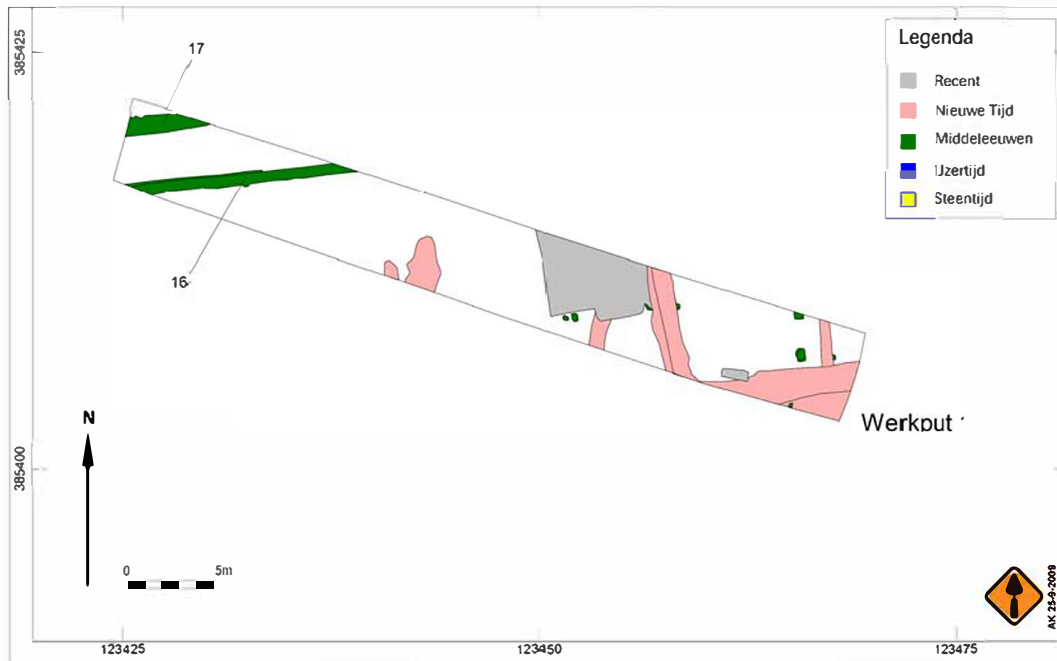 385425
17
Legenda
Recent
Nieuwe Tijd
Middeleeuwen
IJzertijd
Steentijd
16
N
Werkput
385400
0 5m
AK 25-9-2009
123425 123450 123475